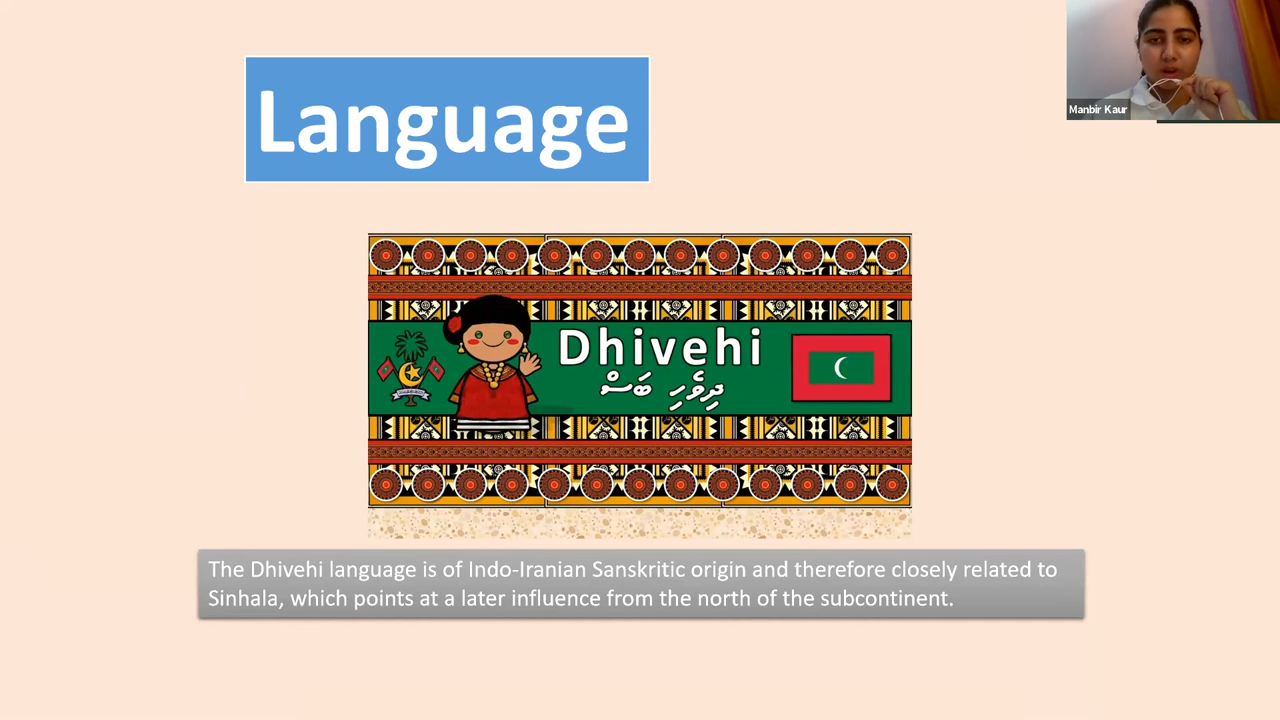 Language
Manbir Kaur
Dhivehi
ދިވެހި ބަސް
The Dhivehi language is of Indo-Iranian Sanskritic origin and therefore closely related to
Sinhala, which points at a later influence from the north of the subcontinent.